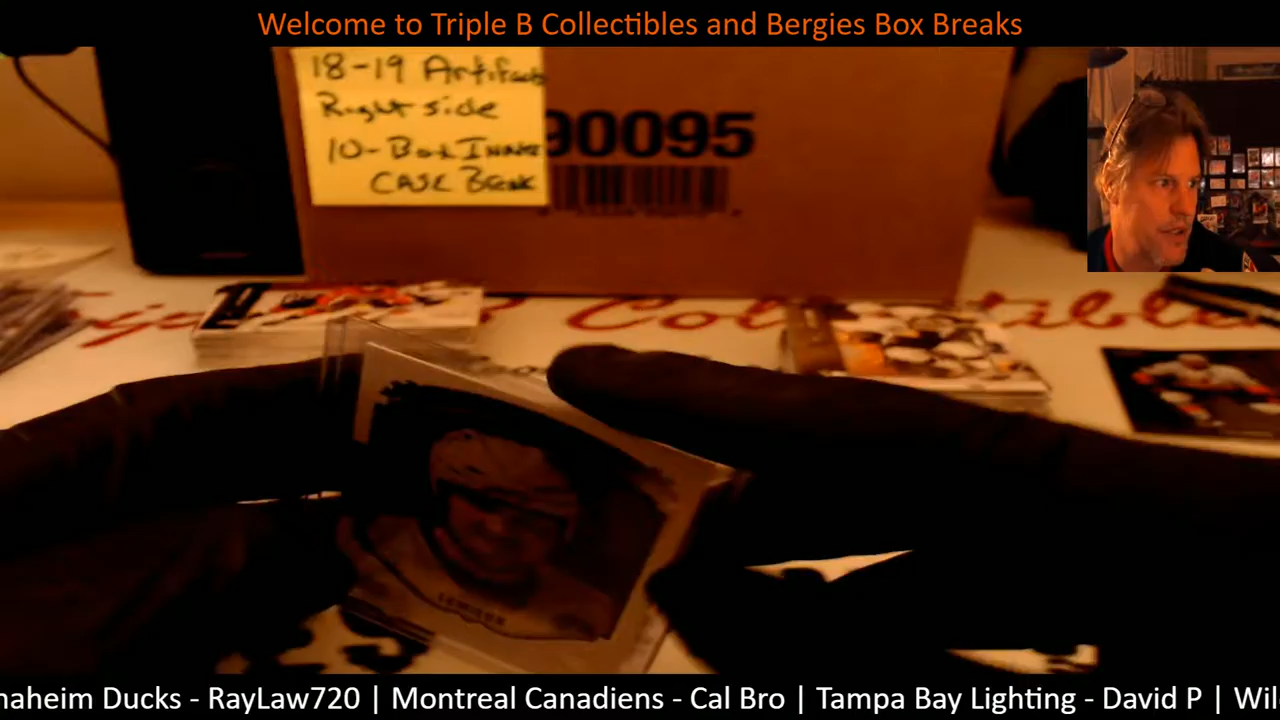 Welcome to Triple B Collectibles and Bergies Box Breaks
18-19 Artifacts
Right side
10-Box Inner
Case Break
90095
naheim Ducks - RayLaw720 | Montreal Canadiens - Cal Bro | Tampa Bay Lighting - David P | Wil